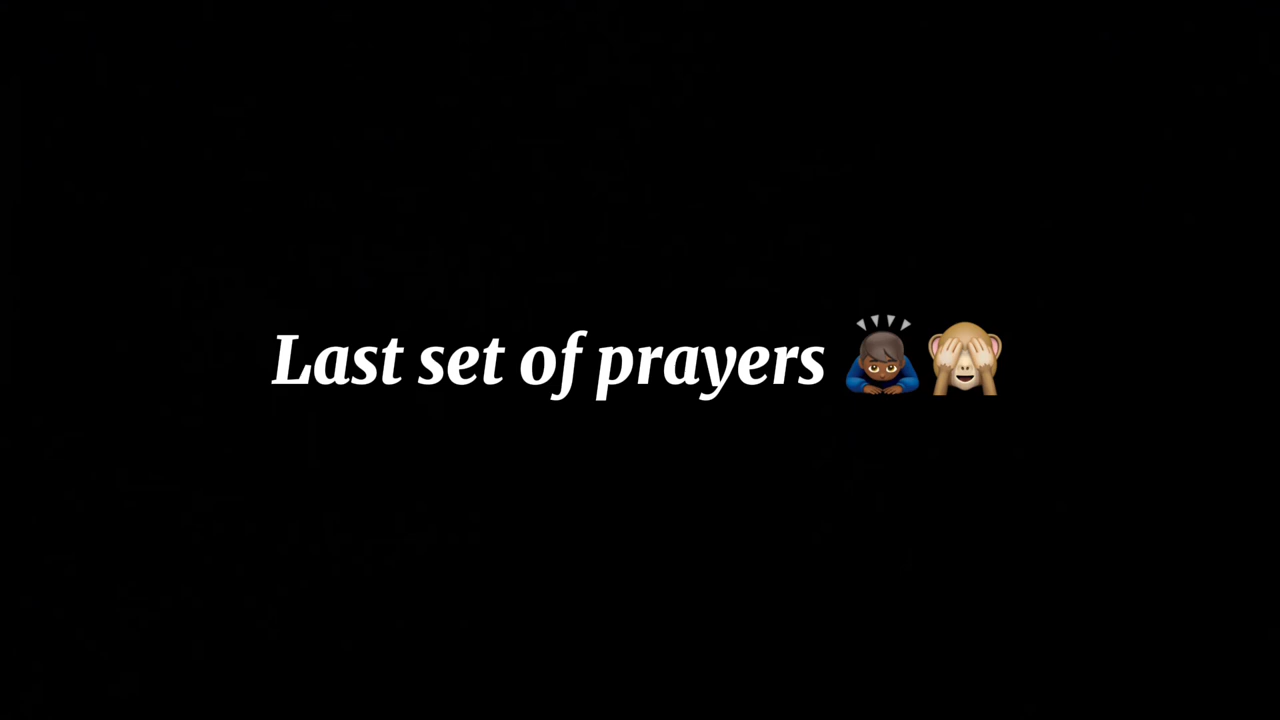 Last set of prayers 🙇🏾‍♂️🙈